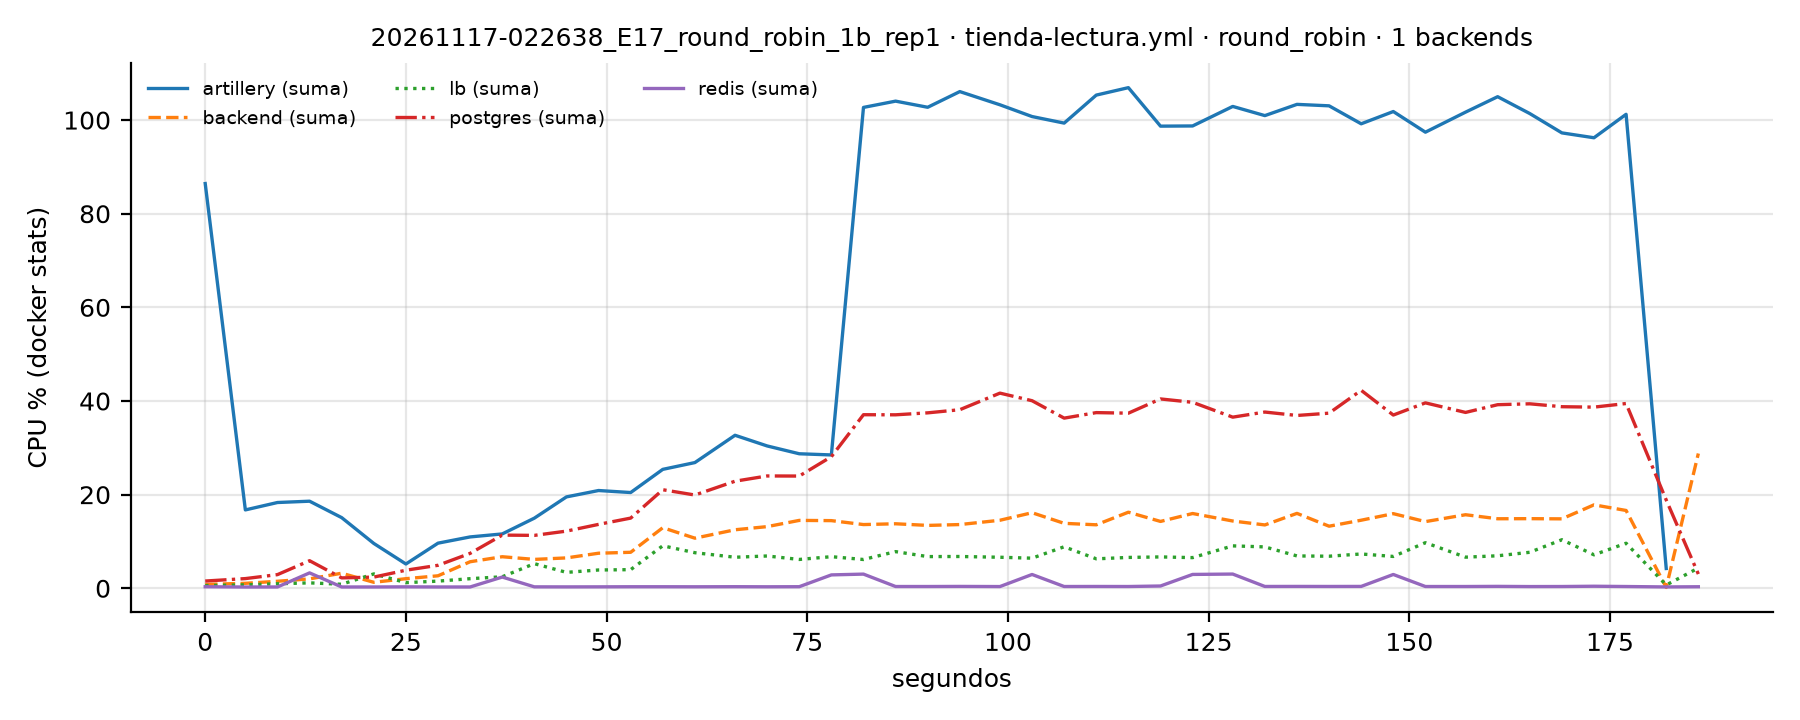 20261117-022638_E17_round_robin_1b_rep1 · tienda-lectura.yml · round_robin · 1 backends
artillery (suma)
backend (suma)
lb (suma)
postgres (suma)
redis (suma)
CPU % (docker stats)
100
80
60
40
20
0
0
25
50
75
100
125
150
175
segundos